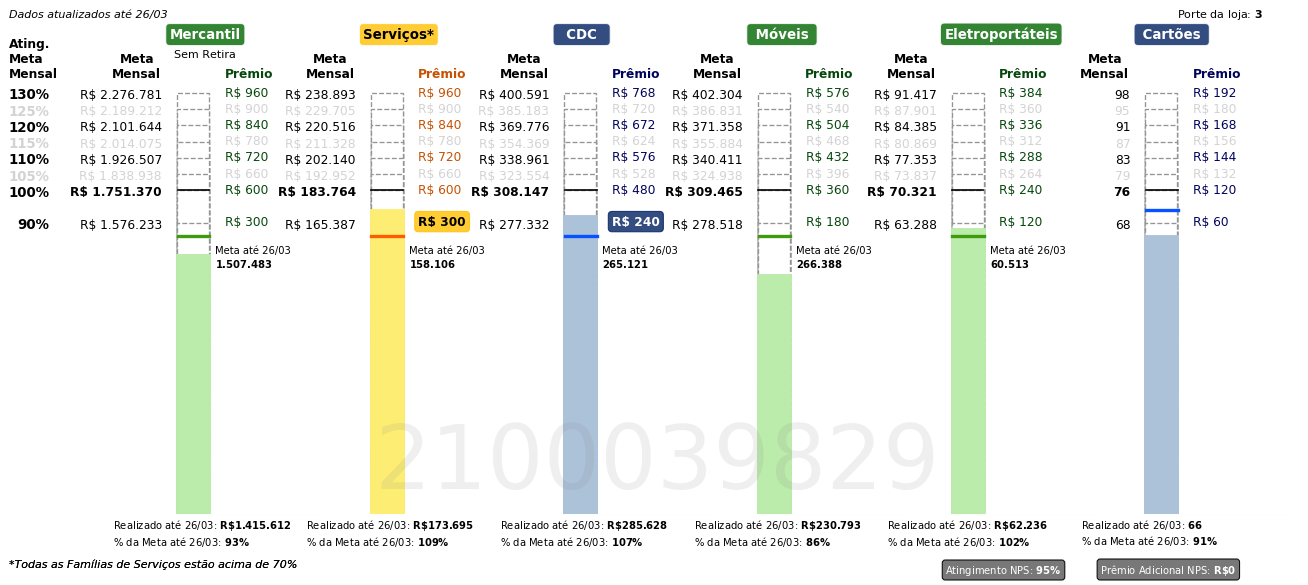 Dados atualizados até 26/03
Porte da loja: 3
Mercantil Serviços* CDC Móveis Eletroportáteis Cartões
Sem Retira
Ating. Meta Mensal
Meta Mensal Prêmio Meta Mensal Prêmio Meta Mensal Prêmio Meta Mensal Prêmio Meta Mensal Prêmio Meta Mensal Prêmio
130% R$ 2.276.781 R$ 960 R$ 238.893 R$ 960 R$ 400.591 R$ 768 R$ 402.304 R$ 576 R$ 91.417 R$ 384 98 R$ 192
125% R$ 2.189.212 R$ 900 R$ 229.705 R$ 900 R$ 385.183 R$ 720 R$ 386.831 R$ 540 R$ 87.901 R$ 360 95 R$ 180
120% R$ 2.101.644 R$ 840 R$ 220.516 R$ 840 R$ 369.776 R$ 672 R$ 371.358 R$ 504 R$ 84.385 R$ 336 91 R$ 168
115% R$ 2.014.075 R$ 780 R$ 211.328 R$ 780 R$ 354.369 R$ 624 R$ 355.884 R$ 468 R$ 80.869 R$ 312 87 R$ 156
110% R$ 1.926.507 R$ 720 R$ 202.140 R$ 720 R$ 338.961 R$ 576 R$ 340.411 R$ 432 R$ 77.353 R$ 288 83 R$ 144
105% R$ 1.838.938 R$ 660 R$ 192.952 R$ 660 R$ 323.554 R$ 528 R$ 324.938 R$ 396 R$ 73.837 R$ 264 79 R$ 132
100% R$ 1.751.370 R$ 600 R$ 183.764 R$ 600 R$ 308.147 R$ 480 R$ 309.465 R$ 360 R$ 70.321 R$ 240 76 R$ 120
90% R$ 1.576.233 R$ 300 R$ 165.387 R$ 300 R$ 277.332 R$ 240 R$ 278.518 R$ 180 R$ 63.288 R$ 120 68 R$ 60
Meta até 26/03 Meta até 26/03 Meta até 26/03 Meta até 26/03 Meta até 26/03
1.507.483 158.106 265.121 266.388 60.513
2100039829
Realizado até 26/03: R$1.415.612 Realizado até 26/03: R$173.695 Realizado até 26/03: R$285.628 Realizado até 26/03: R$230.793 Realizado até 26/03: R$62.236 Realizado até 26/03: 66
% da Meta até 26/03: 93% % da Meta até 26/03: 109% % da Meta até 26/03: 107% % da Meta até 26/03: 86% % da Meta até 26/03: 102% % da Meta até 26/03: 91%
*Todas as Famílias de Serviços estão acima de 70%
Atingimento NPS: 95% Prêmio Adicional NPS: R$0